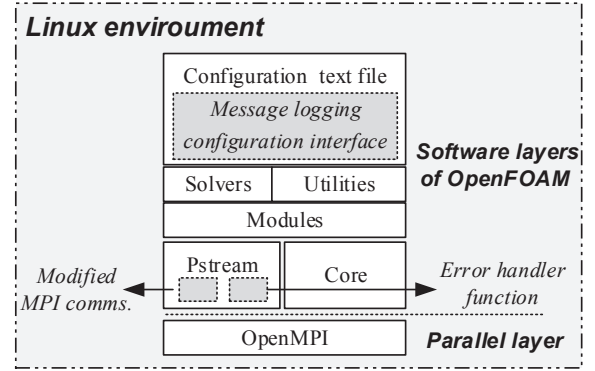 Linux enviroument
Configuration text file
Message logging
configuration interface
Software layers
of OpenFOAM
Solvers
Utilities
Modules
Pstream
Core
Modified
MPI comms.
Error handler
function
OpenMPI
Parallel layer